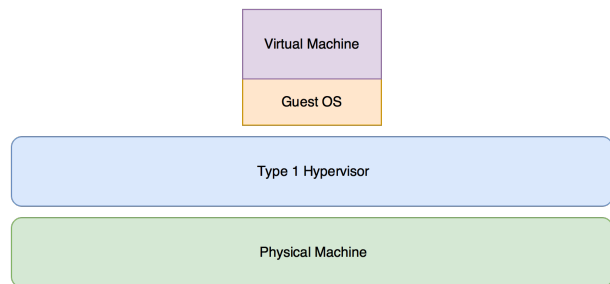 Virtual Machine
Guest OS
Type 1 Hypervisor
Physical Machine